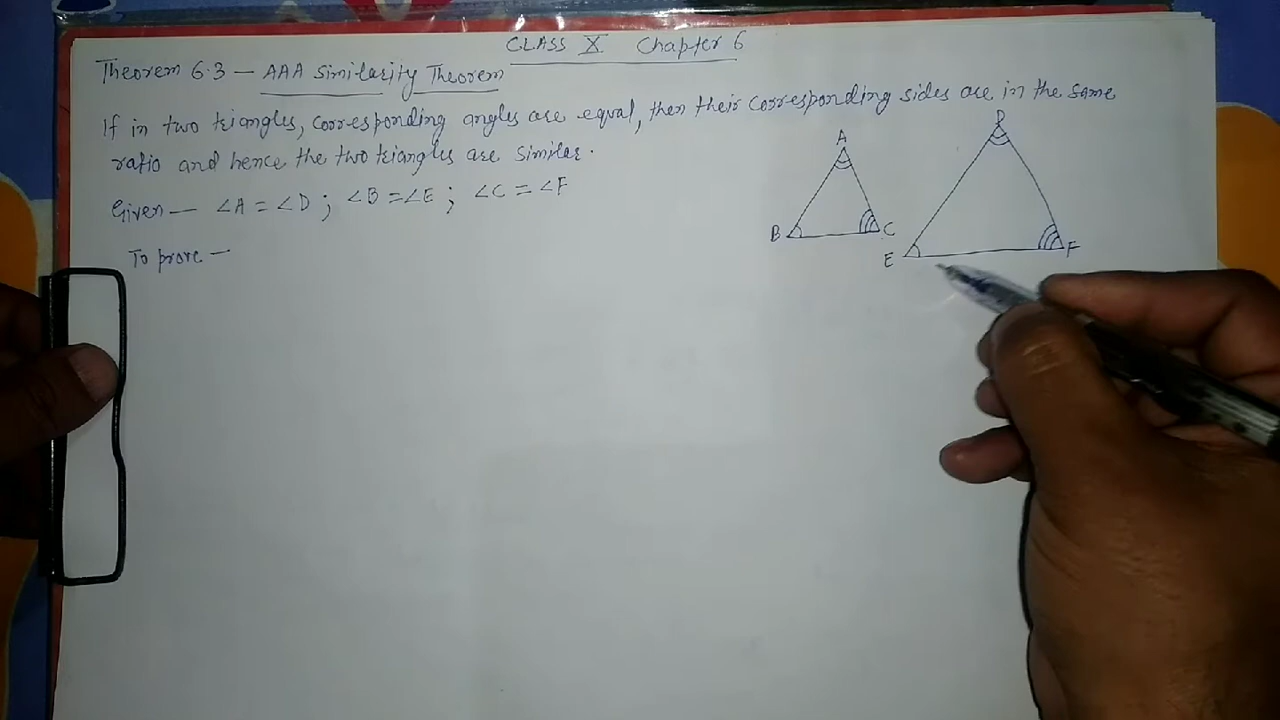 CLASS X Chapter 6
Theorem 6.3 — AAA Similarity Theorem
If in two triangles, corresponding angles are equal, then their corresponding sides are in the same
ratio and hence the two triangles are similar.
Given — ∠A = ∠D ; ∠B = ∠E ; ∠C = ∠F
To prove —
A
D
B
C
E
F